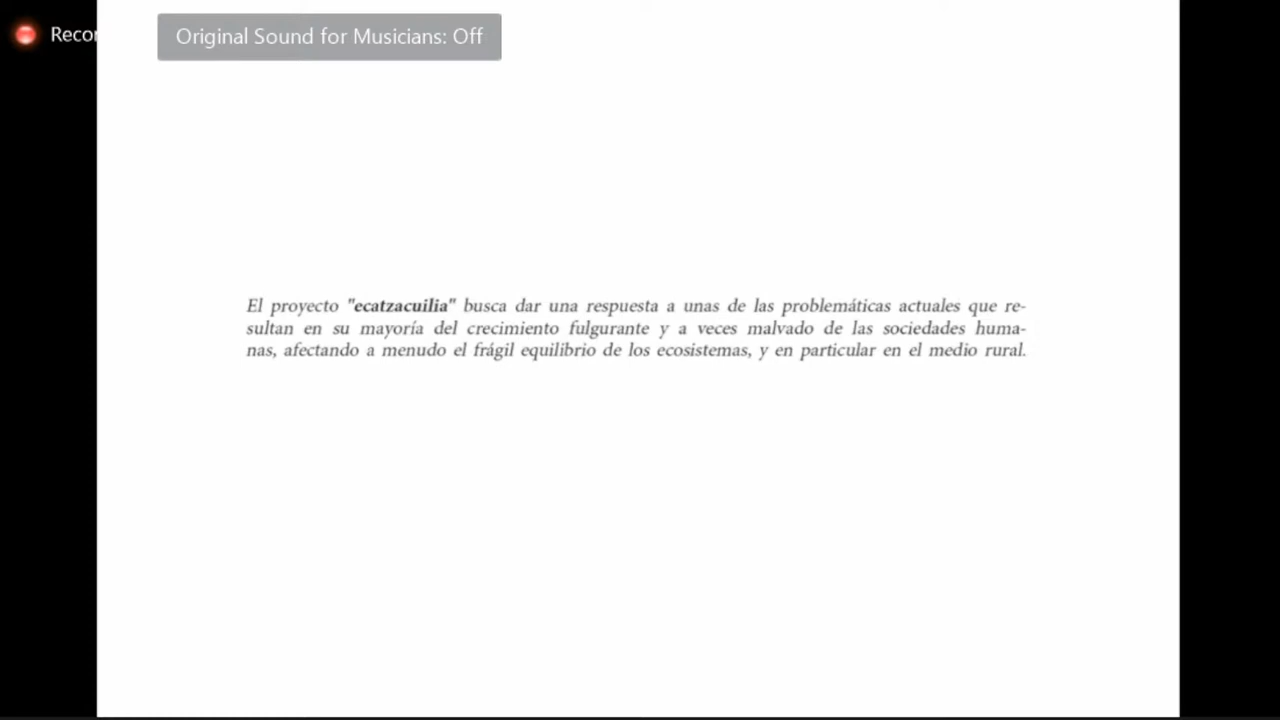 Recor
Original Sound for Musicians: Off
El proyecto "ecatzacuilia" busca dar una respuesta a unas de las problemáticas actuales que re-
sultan en su mayoría del crecimiento fulgurante y a veces malvado de las sociedades huma-
nas, afectando a menudo el frágil equilibrio de los ecosistemas, y en particular en el medio rural.